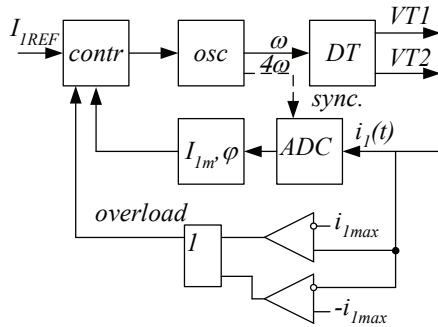 I1REF
contr
osc
ω
4ω
DT
VT1
VT2
sync.
I1m, φ
ADC
i1(t)
overload
1
i1max
-i1max